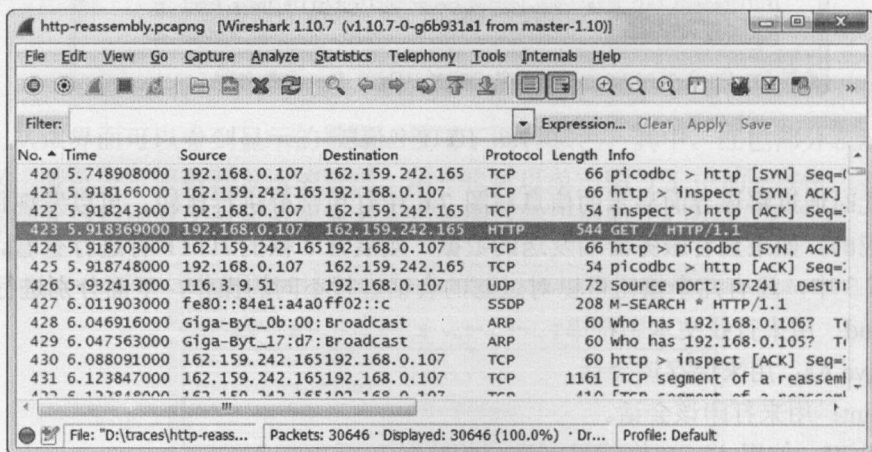 http-reassembly.pcapng [Wireshark 1.10.7 (v1.10.7-0-g6b931a1 from master-1.10)]
File Edit View Go Capture Analyze Statistics Telephony Tools Internals Help
Filter: Expression... Clear Apply Save
No. Time Source Destination Protocol Length Info
420 5.748908000 192.168.0.107 162.159.242.165 TCP 66 picodbc > http [SYN] Seq=
421 5.918166000 162.159.242.165 192.168.0.107 TCP 66 http > inspect [SYN, ACK]
422 5.918243000 192.168.0.107 162.159.242.165 TCP 54 inspect > http [ACK] Seq=
423 5.918369000 192.168.0.107 162.159.242.165 HTTP 544 GET / HTTP/1.1
424 5.918703000 162.159.242.165 192.168.0.107 TCP 66 http > picodbc [SYN, ACK]
425 5.918748000 192.168.0.107 162.159.242.165 TCP 54 picodbc > http [ACK] Seq=
426 5.932413000 116.3.9.51 192.168.0.107 UDP 72 Source port: 57241 Destin
427 6.011903000 fe80::84e1:a4a0 ff02::c SSDP 208 M-SEARCH * HTTP/1.1
428 6.046916000 Giga-Byt_0b:00: Broadcast ARP 60 Who has 192.168.0.106? T
429 6.047563000 Giga-Byt_17:d7: Broadcast ARP 60 Who has 192.168.0.105? T
430 6.088091000 162.159.242.165 192.168.0.107 TCP 60 http > inspect [ACK] Seq=
431 6.123847000 162.159.242.165 192.168.0.107 TCP 1161 [TCP segment of a reassem
File: "D:\traces\http-reass... Packets: 30646 · Displayed: 30646 (100.0%) · Dr... Profile: Default